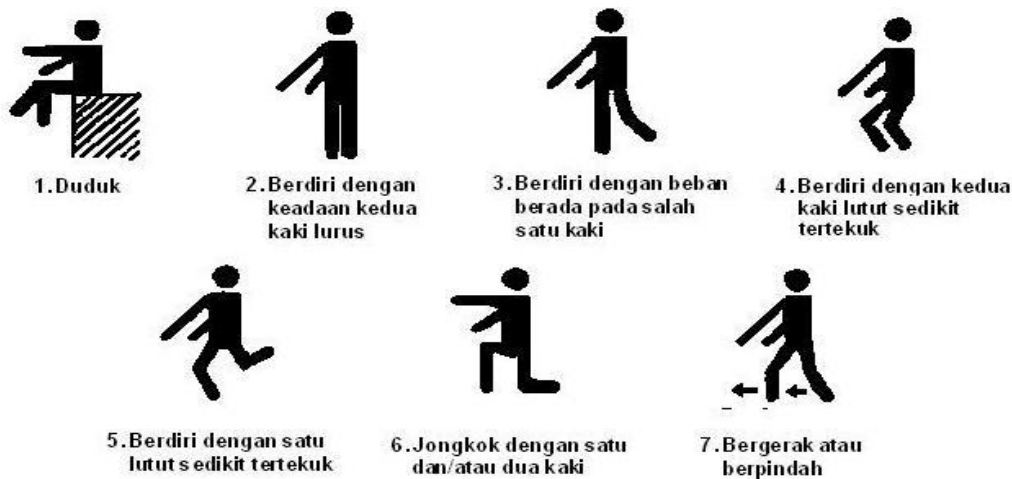 1.Duduk
2.Berdiri dengan
keadaan kedua
kaki lurus
3.Berdiri dengan beban
berada pada salah
satu kaki
4.Berdiri dengan kedua
kaki lutut sedikit
tertekuk
5.Berdiri dengan satu
lutut sedikit tertekuk
6.Jongkok dengan satu
dan/atau dua kaki
7.Bergerak atau
berpindah